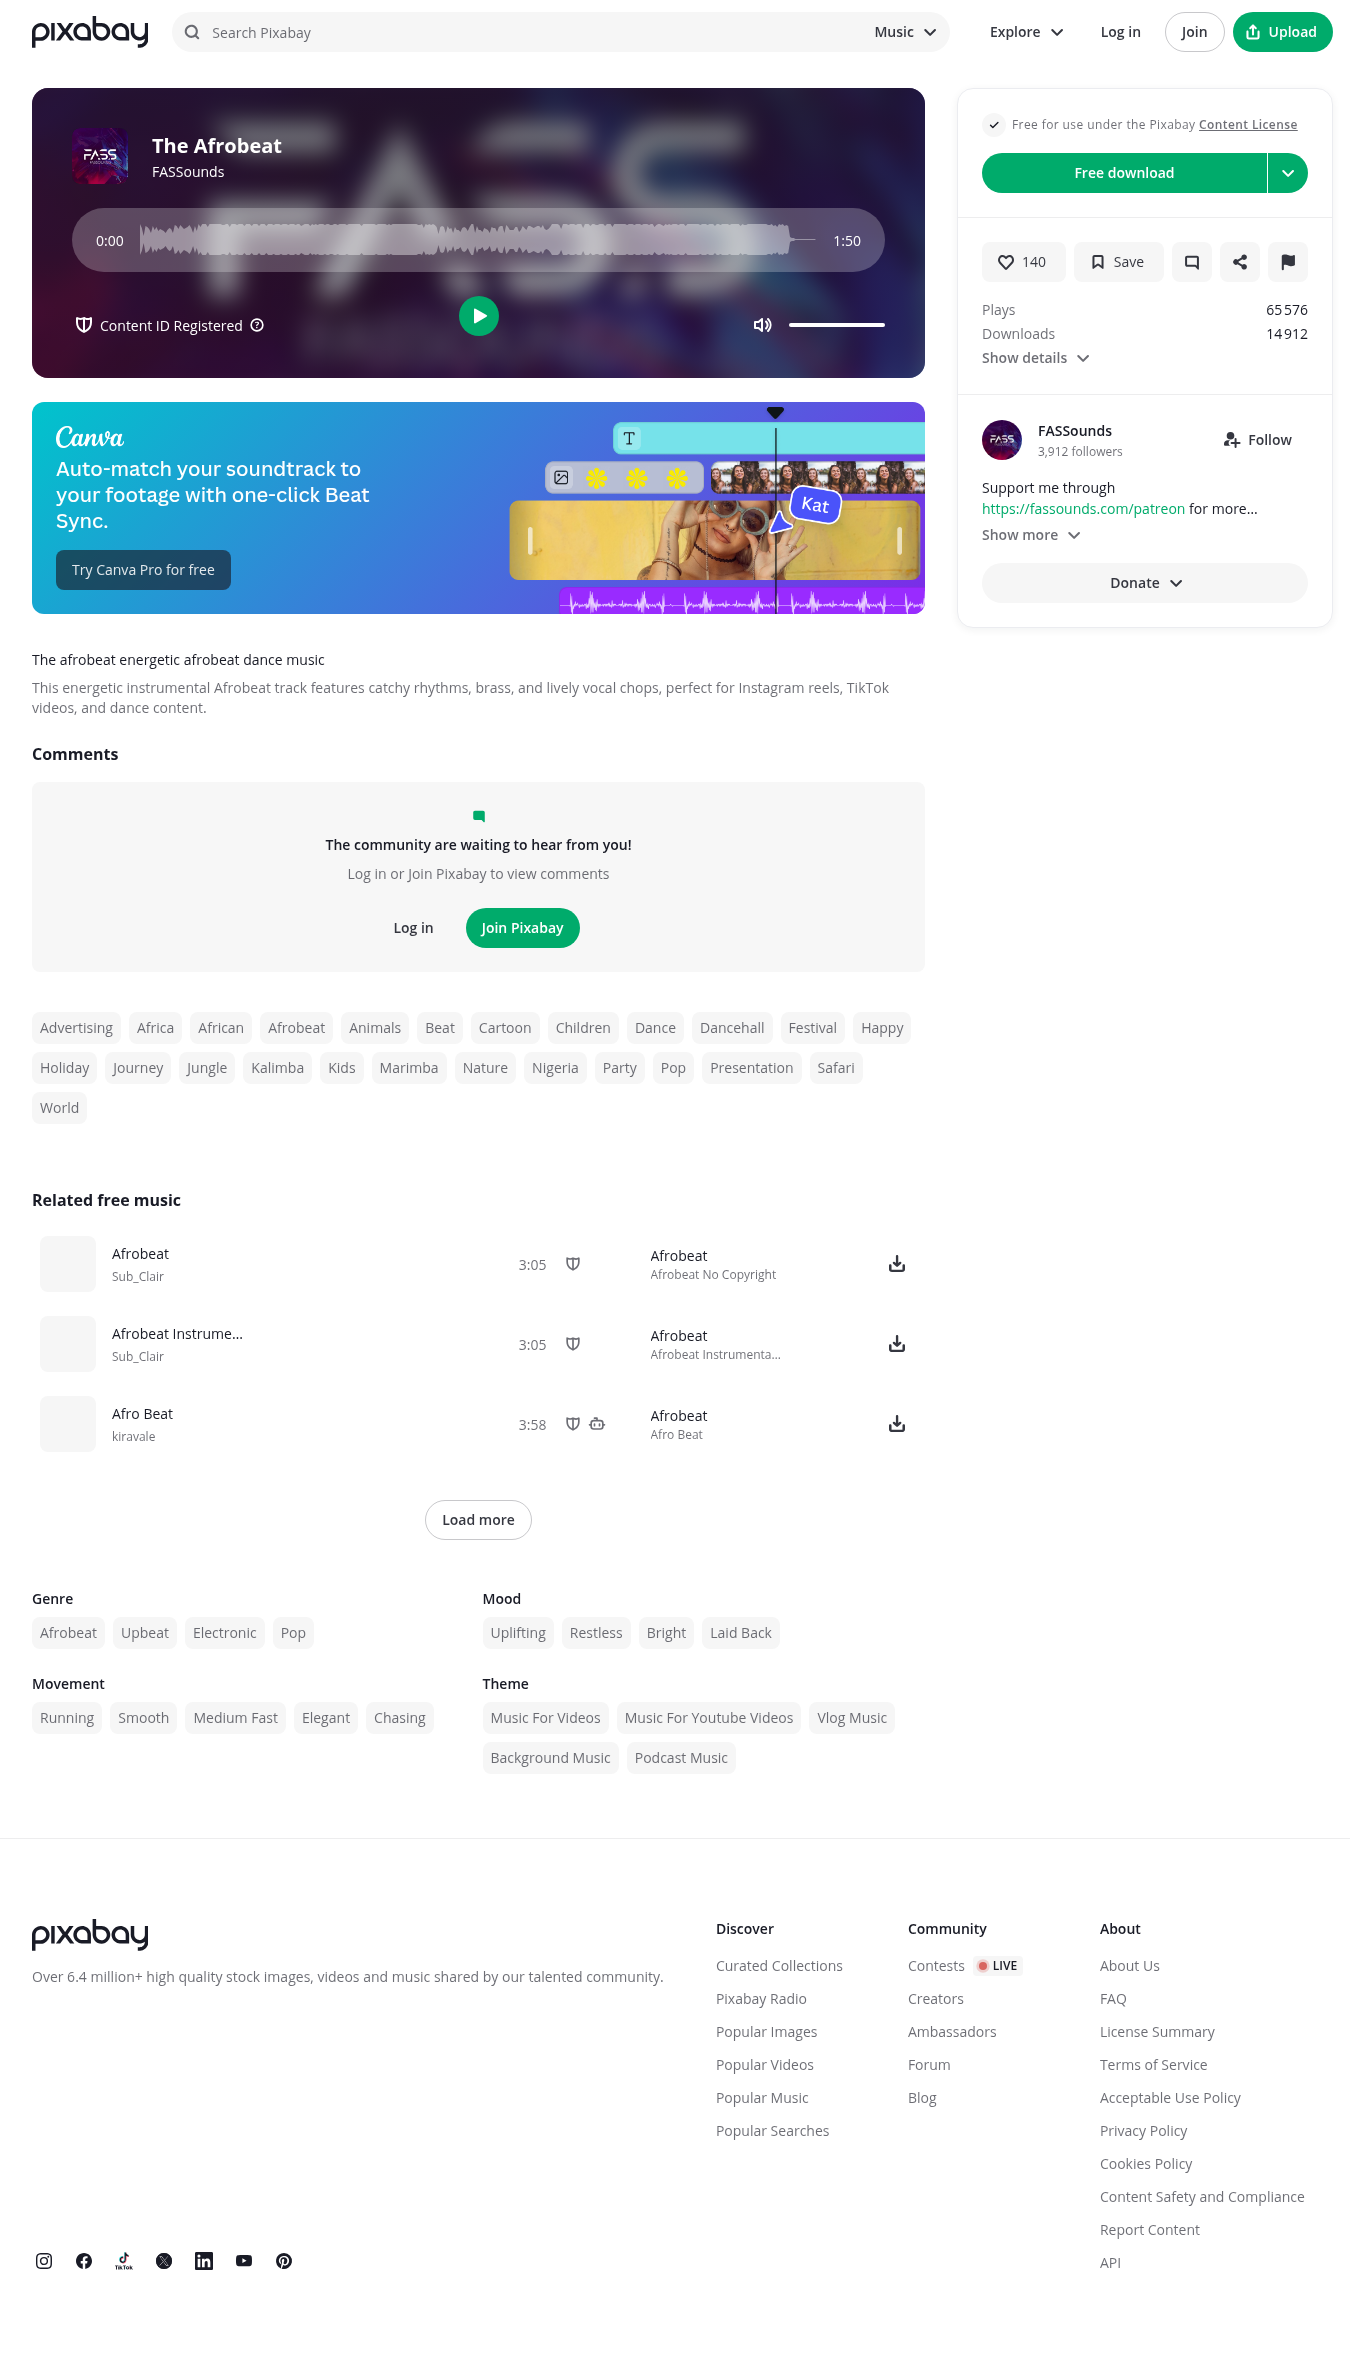 pixabay
Search Pixabay
Music
Explore
Log in
Join
Upload
FASS
The Afrobeat
FASSounds
0:00
1:50
Content ID Registered
Free for use under the Pixabay Content License
Free download
140
Save
Plays 65 576
Downloads 14 912
Show details
FASS
FASSounds
3,912 followers
Follow
Support me through
https://fassounds.com/patreon for more...
Show more
Donate
Canva
Auto-match your soundtrack to
your footage with one-click Beat
Sync.
Try Canva Pro for free
T
Kat
The afrobeat energetic afrobeat dance music
This energetic instrumental Afrobeat track features catchy rhythms, brass, and lively vocal chops, perfect for Instagram reels, TikTok
videos, and dance content.
Comments
The community are waiting to hear from you!
Log in or Join Pixabay to view comments
Log in
Join Pixabay
Advertising Africa African Afrobeat Animals Beat Cartoon Children Dance Dancehall Festival Happy
Holiday Journey Jungle Kalimba Kids Marimba Nature Nigeria Party Pop Presentation Safari
World
Related free music
Afrobeat
Sub_Clair
3:05
Afrobeat
Afrobeat No Copyright
Afrobeat Instrume...
Sub_Clair
3:05
Afrobeat
Afrobeat Instrumenta...
Afro Beat
kiravale
3:58
Afrobeat
Afro Beat
Load more
Genre
Afrobeat Upbeat Electronic Pop
Mood
Uplifting Restless Bright Laid Back
Movement
Running Smooth Medium Fast Elegant Chasing
Theme
Music For Videos Music For Youtube Videos Vlog Music
Background Music Podcast Music
pixabay
Over 6.4 million+ high quality stock images, videos and music shared by our talented community.
Discover
Curated Collections
Pixabay Radio
Popular Images
Popular Videos
Popular Music
Popular Searches
Community
Contests LIVE
Creators
Ambassadors
Forum
Blog
About
About Us
FAQ
License Summary
Terms of Service
Acceptable Use Policy
Privacy Policy
Cookies Policy
Content Safety and Compliance
Report Content
API
TikTok